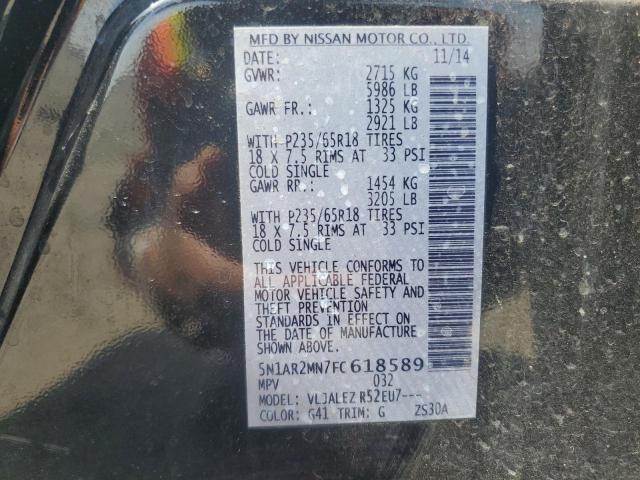 MFD BY NISSAN MOTOR CO., LTD.
DATE: 11/14
GVWR: 2715 KG
5986 LB
GAWR FR.: 1325 KG
2921 LB
WITH P235/65R18 TIRES
18 X 7.5 RIMS AT 33 PSI
COLD SINGLE
GAWR RR.: 1454 KG
3205 LB
WITH P235/65R18 TIRES
18 X 7.5 RIMS AT 33 PSI
COLD SINGLE
THIS VEHICLE CONFORMS TO
ALL APPLICABLE FEDERAL
MOTOR VEHICLE SAFETY AND
THEFT PREVENTION
STANDARDS IN EFFECT ON
THE DATE OF MANUFACTURE
SHOWN ABOVE.
5N1AR2MN7FC618589
MPV 032
MODEL: VLJALEZ R52EU7---
COLOR: G41 TRIM: G ZS30A